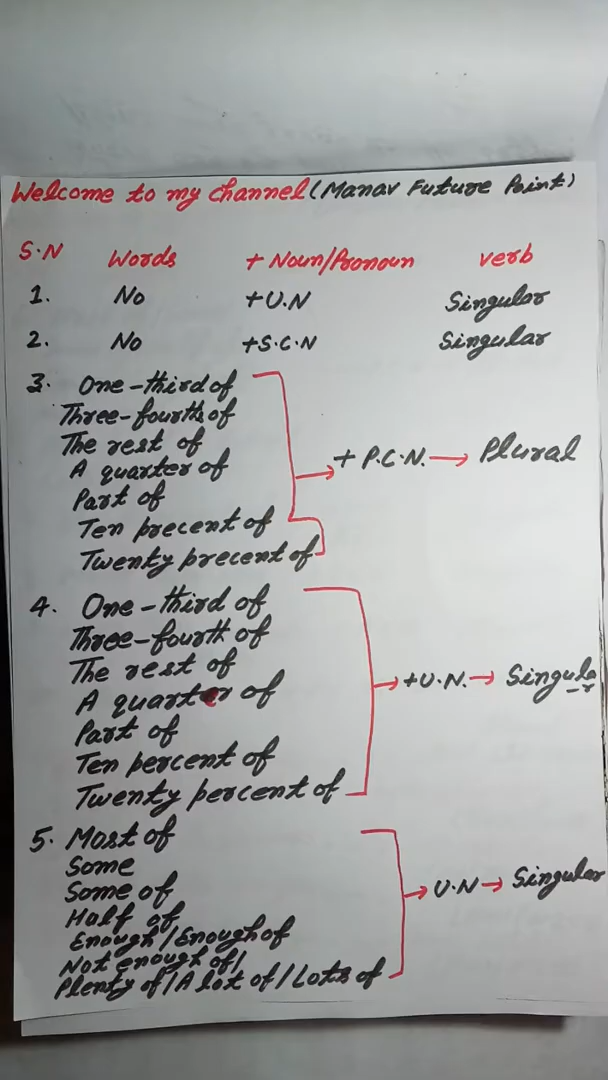 Welcome to my channel (Manav Future Point)
S.N Words + Noun/Pronoun verb
1. No +U.N Singular
2. No +S.C.N Singular
3. One-third of
Three-fourths of
The rest of
A quarter of
Part of
Ten precent of
Twenty precent of
+ P.C.N. → Plural
4. One-third of
Three-fourth of
The rest of
A quarter of
Part of
Ten percent of
Twenty percent of
→ +U.N. → Singular
5. Most of
Some
Some of
Half of
Enough/Enough of
Not enough of/
Plenty of/A lot of/Lots of
→ U.N → Singular